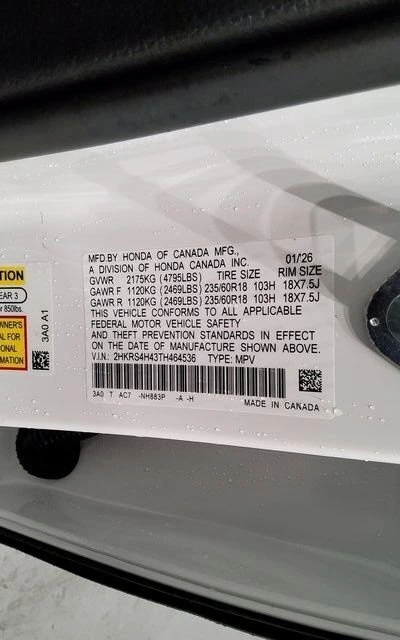 TION
EAR 3
r 850lbs.
WNER'S
AL FOR
ONAL
MATION
3A0 A1
MFD.BY HONDA OF CANADA MFG., 01/26
A DIVISION OF HONDA CANADA INC.
GVWR 2175KG (4795LBS) TIRE SIZE RIM SIZE
GAWR F 1120KG (2469LBS) 235/60R18 103H 18X7.5J
GAWR R 1120KG (2469LBS) 235/60R18 103H 18X7.5J
THIS VEHICLE CONFORMS TO ALL APPLICABLE
FEDERAL MOTOR VEHICLE SAFETY
AND THEFT PREVENTION STANDARDS IN EFFECT
ON THE DATE OF MANUFACTURE SHOWN ABOVE.
V.I.N.: 2HKRS4H43TH464536 TYPE: MPV
3A0 T AC7 -NH883P -A -H
MADE IN CANADA